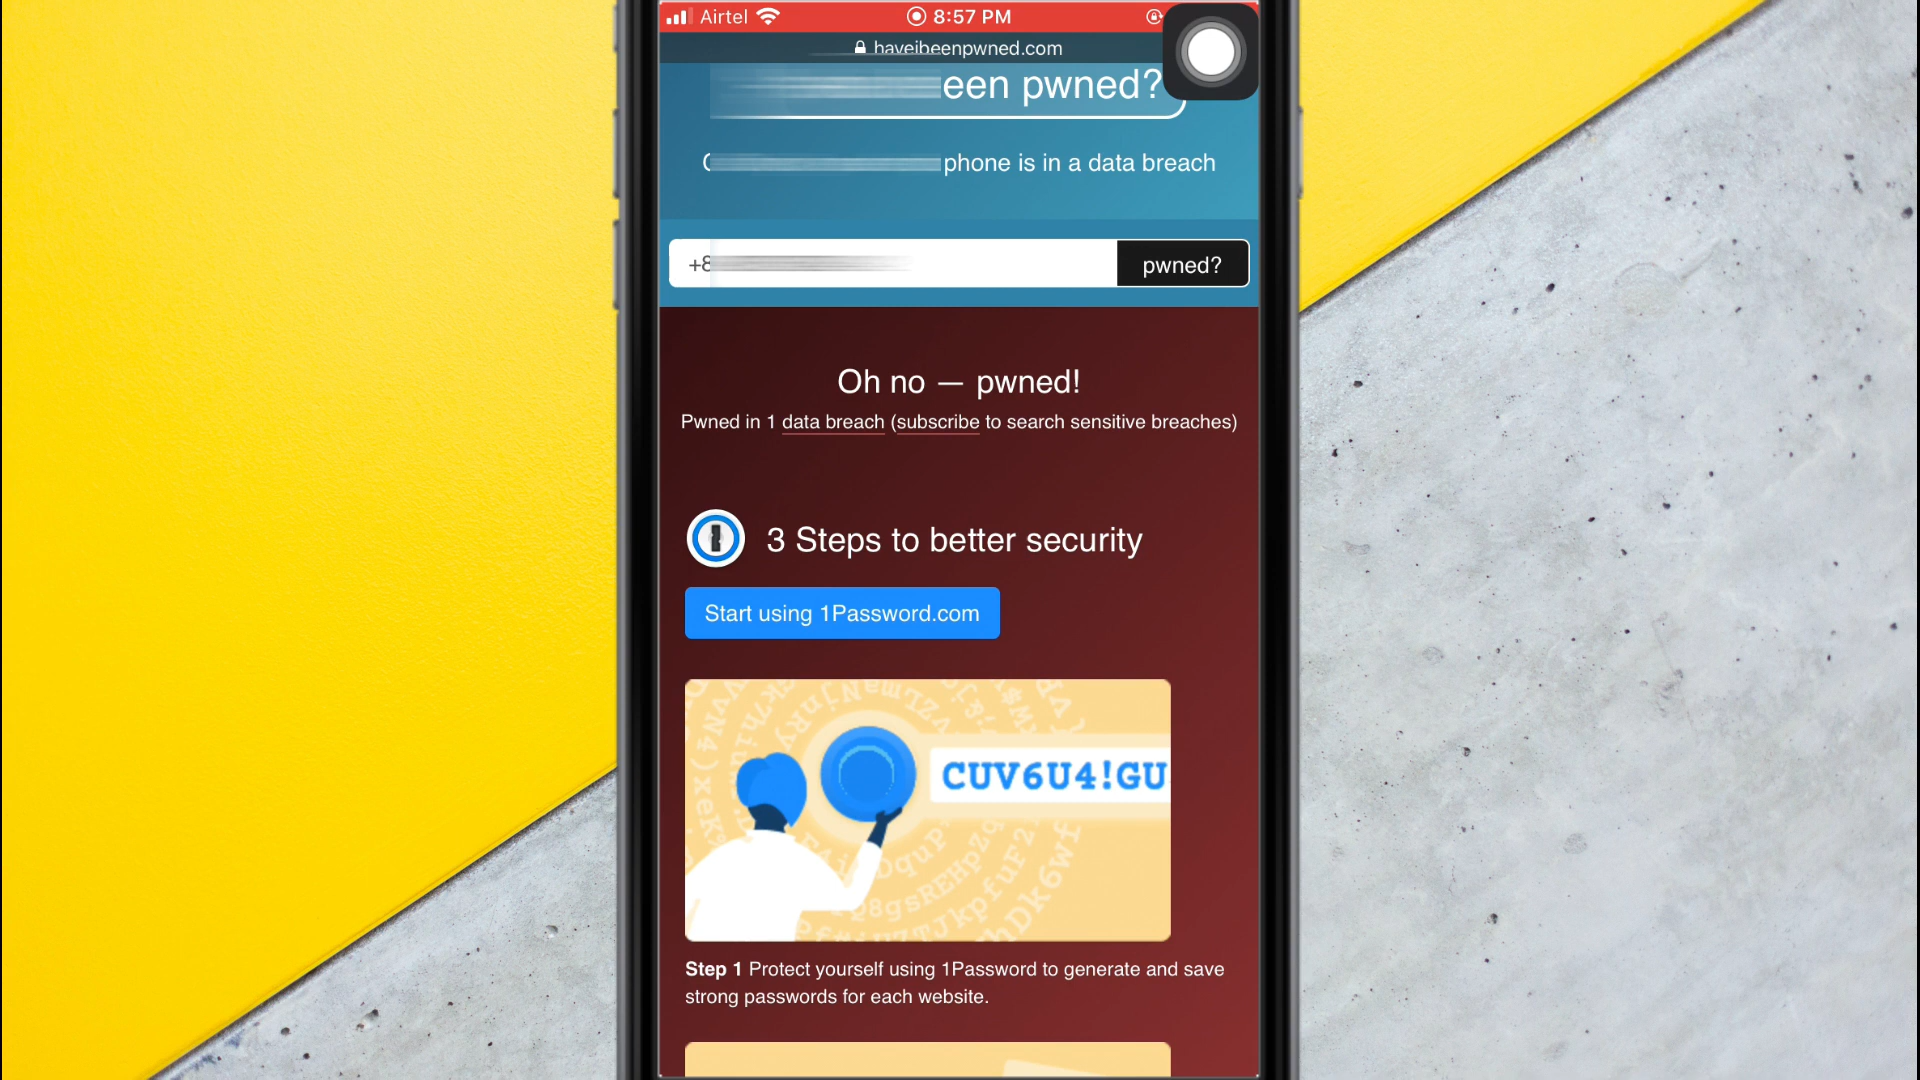 Airtel 8:57 PM
haveibeenpwned.com
een pwned?
phone is in a data breach
+8
pwned?
Oh no — pwned!
Pwned in 1 data breach (subscribe to search sensitive breaches)
3 Steps to better security
Start using 1Password.com
CUV6U4!GU
Step 1 Protect yourself using 1Password to generate and save
strong passwords for each website.